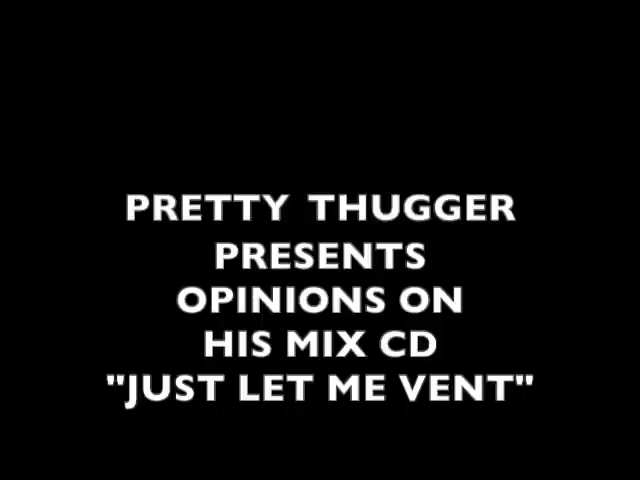 PRETTY THUGGER
PRESENTS
OPINIONS ON
HIS MIX CD
"JUST LET ME VENT"